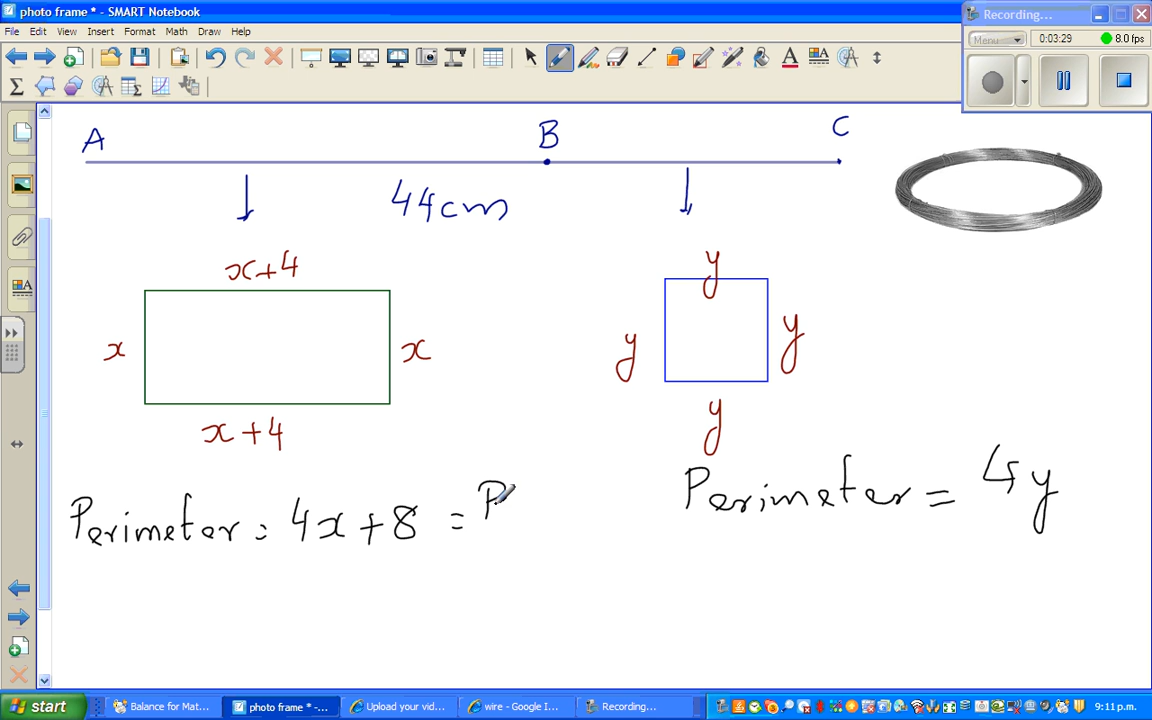 photo frame * - SMART Notebook
Recording...
File Edit View Insert Format Math Draw Help
Menu
0:03:29
8.0 fps
A
B
C
44cm
x+4
y
x
x
y
y
x+4
y
Perimeter = 4x+8 = P
Perimeter = 4y
start
Balance for Mat...
photo frame * -...
Upload your vid...
wire - Google I...
Recording...
9:11 p.m.